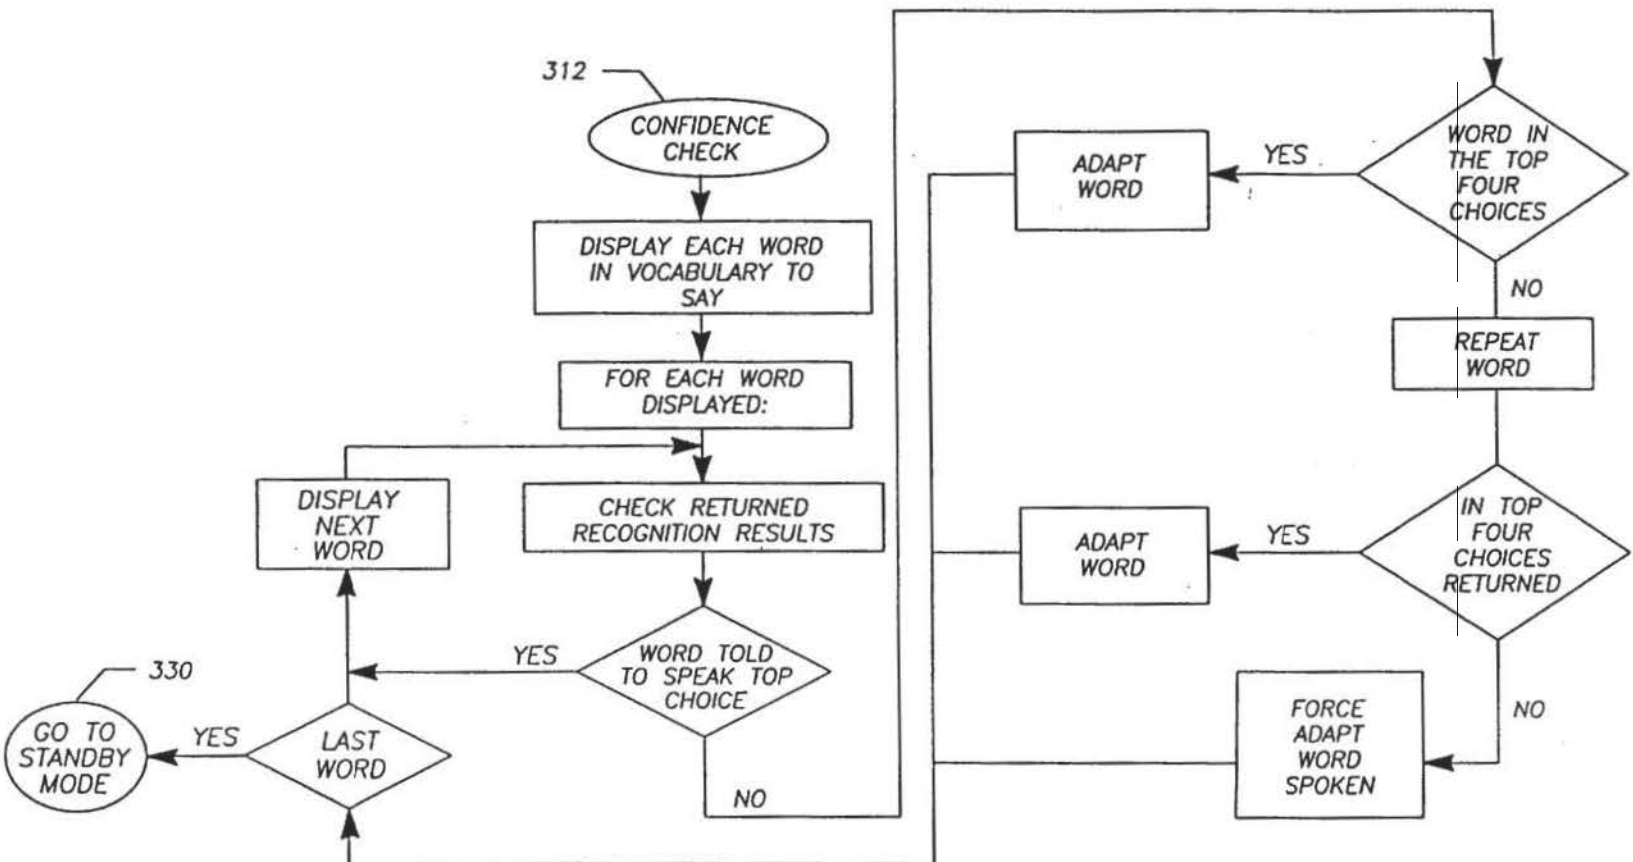 312
CONFIDENCE
CHECK
DISPLAY EACH WORD
IN VOCABULARY TO
SAY
FOR EACH WORD
DISPLAYED:
DISPLAY
NEXT
WORD
CHECK RETURNED
RECOGNITION RESULTS
WORD TOLD
TO SPEAK TOP
CHOICE
YES
NO
330
GO TO
STANDBY
MODE
YES
LAST
WORD
WORD IN
THE TOP
FOUR
CHOICES
YES
ADAPT
WORD
NO
REPEAT
WORD
IN TOP
FOUR
CHOICES
RETURNED
YES
ADAPT
WORD
NO
FORCE
ADAPT
WORD
SPOKEN